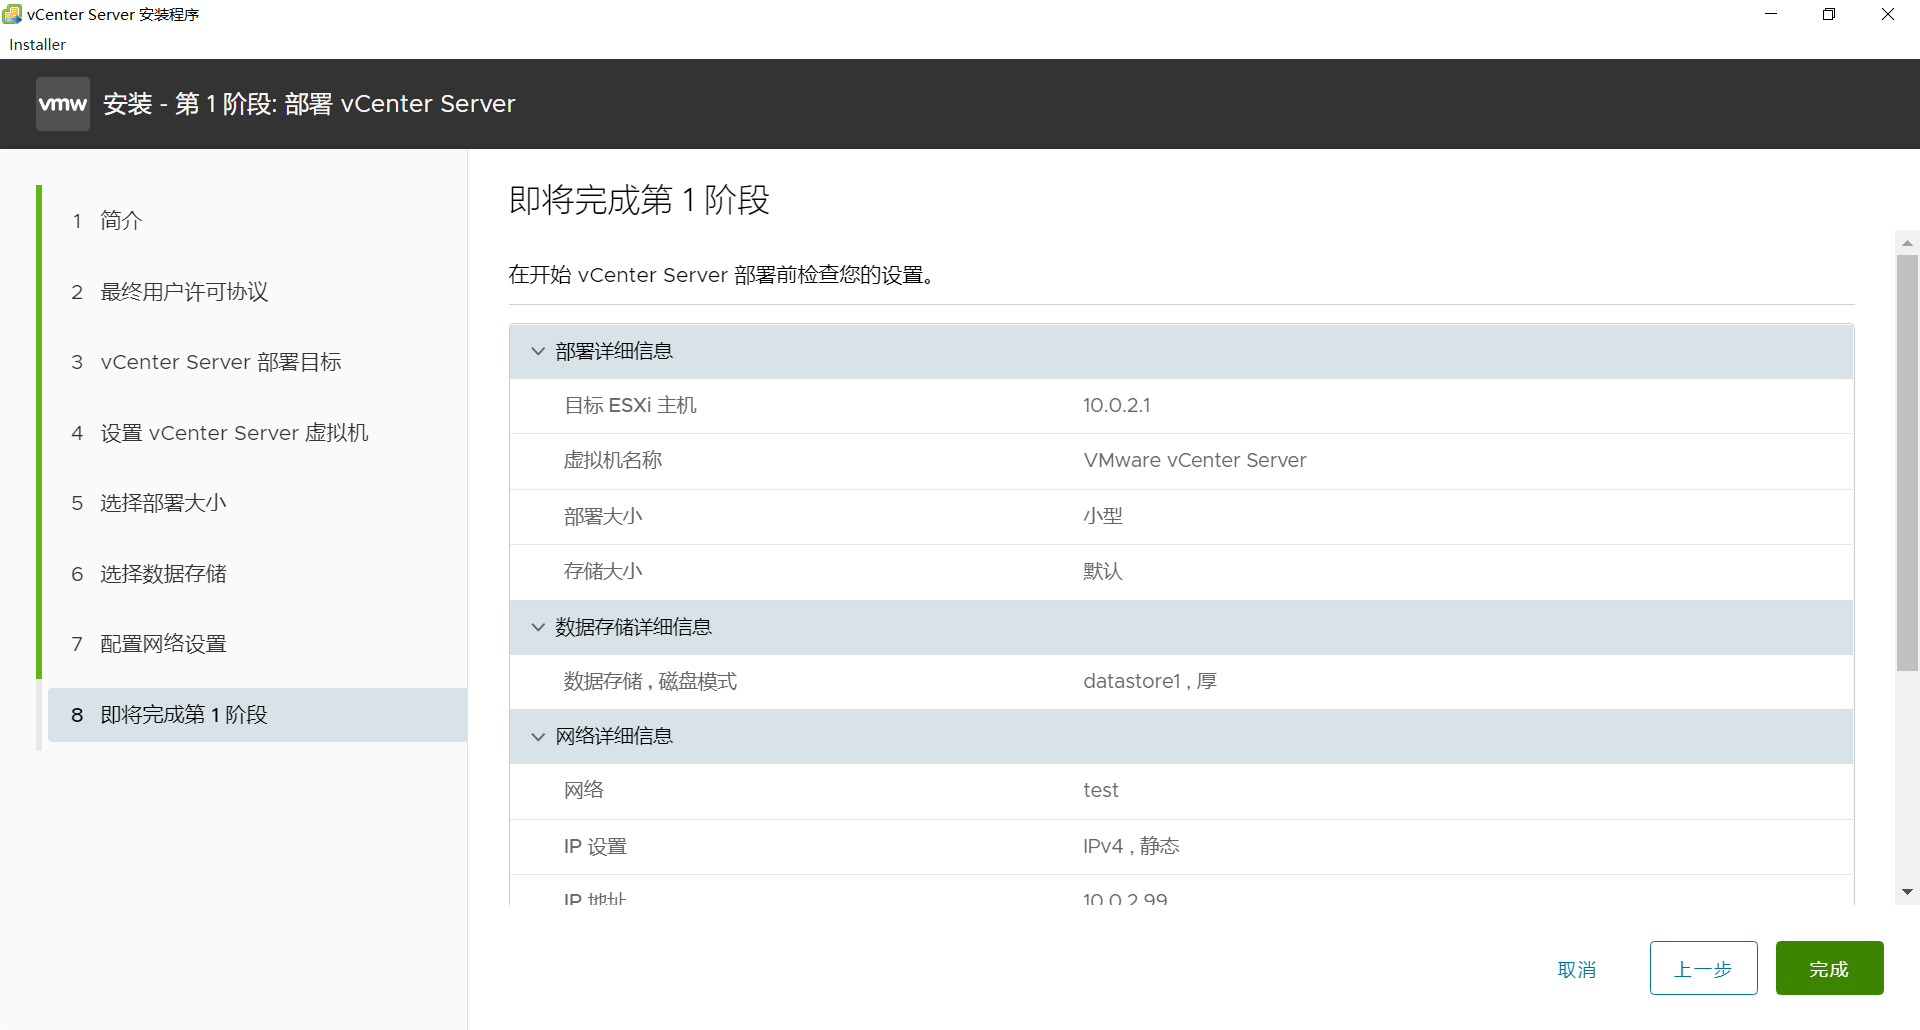 vCenter Server 安装程序
Installer
vmw 安装 - 第 1 阶段: 部署 vCenter Server
1 简介
2 最终用户许可协议
3 vCenter Server 部署目标
4 设置 vCenter Server 虚拟机
5 选择部署大小
6 选择数据存储
7 配置网络设置
8 即将完成第 1 阶段
即将完成第 1 阶段
在开始 vCenter Server 部署前检查您的设置。
部署详细信息
目标 ESXi 主机 10.0.2.1
虚拟机名称 VMware vCenter Server
部署大小 小型
存储大小 默认
数据存储详细信息
数据存储 , 磁盘模式 datastore1 , 厚
网络详细信息
网络 test
IP 设置 IPv4 , 静态
IP 地址 10.0.2.99
取消 上一步 完成